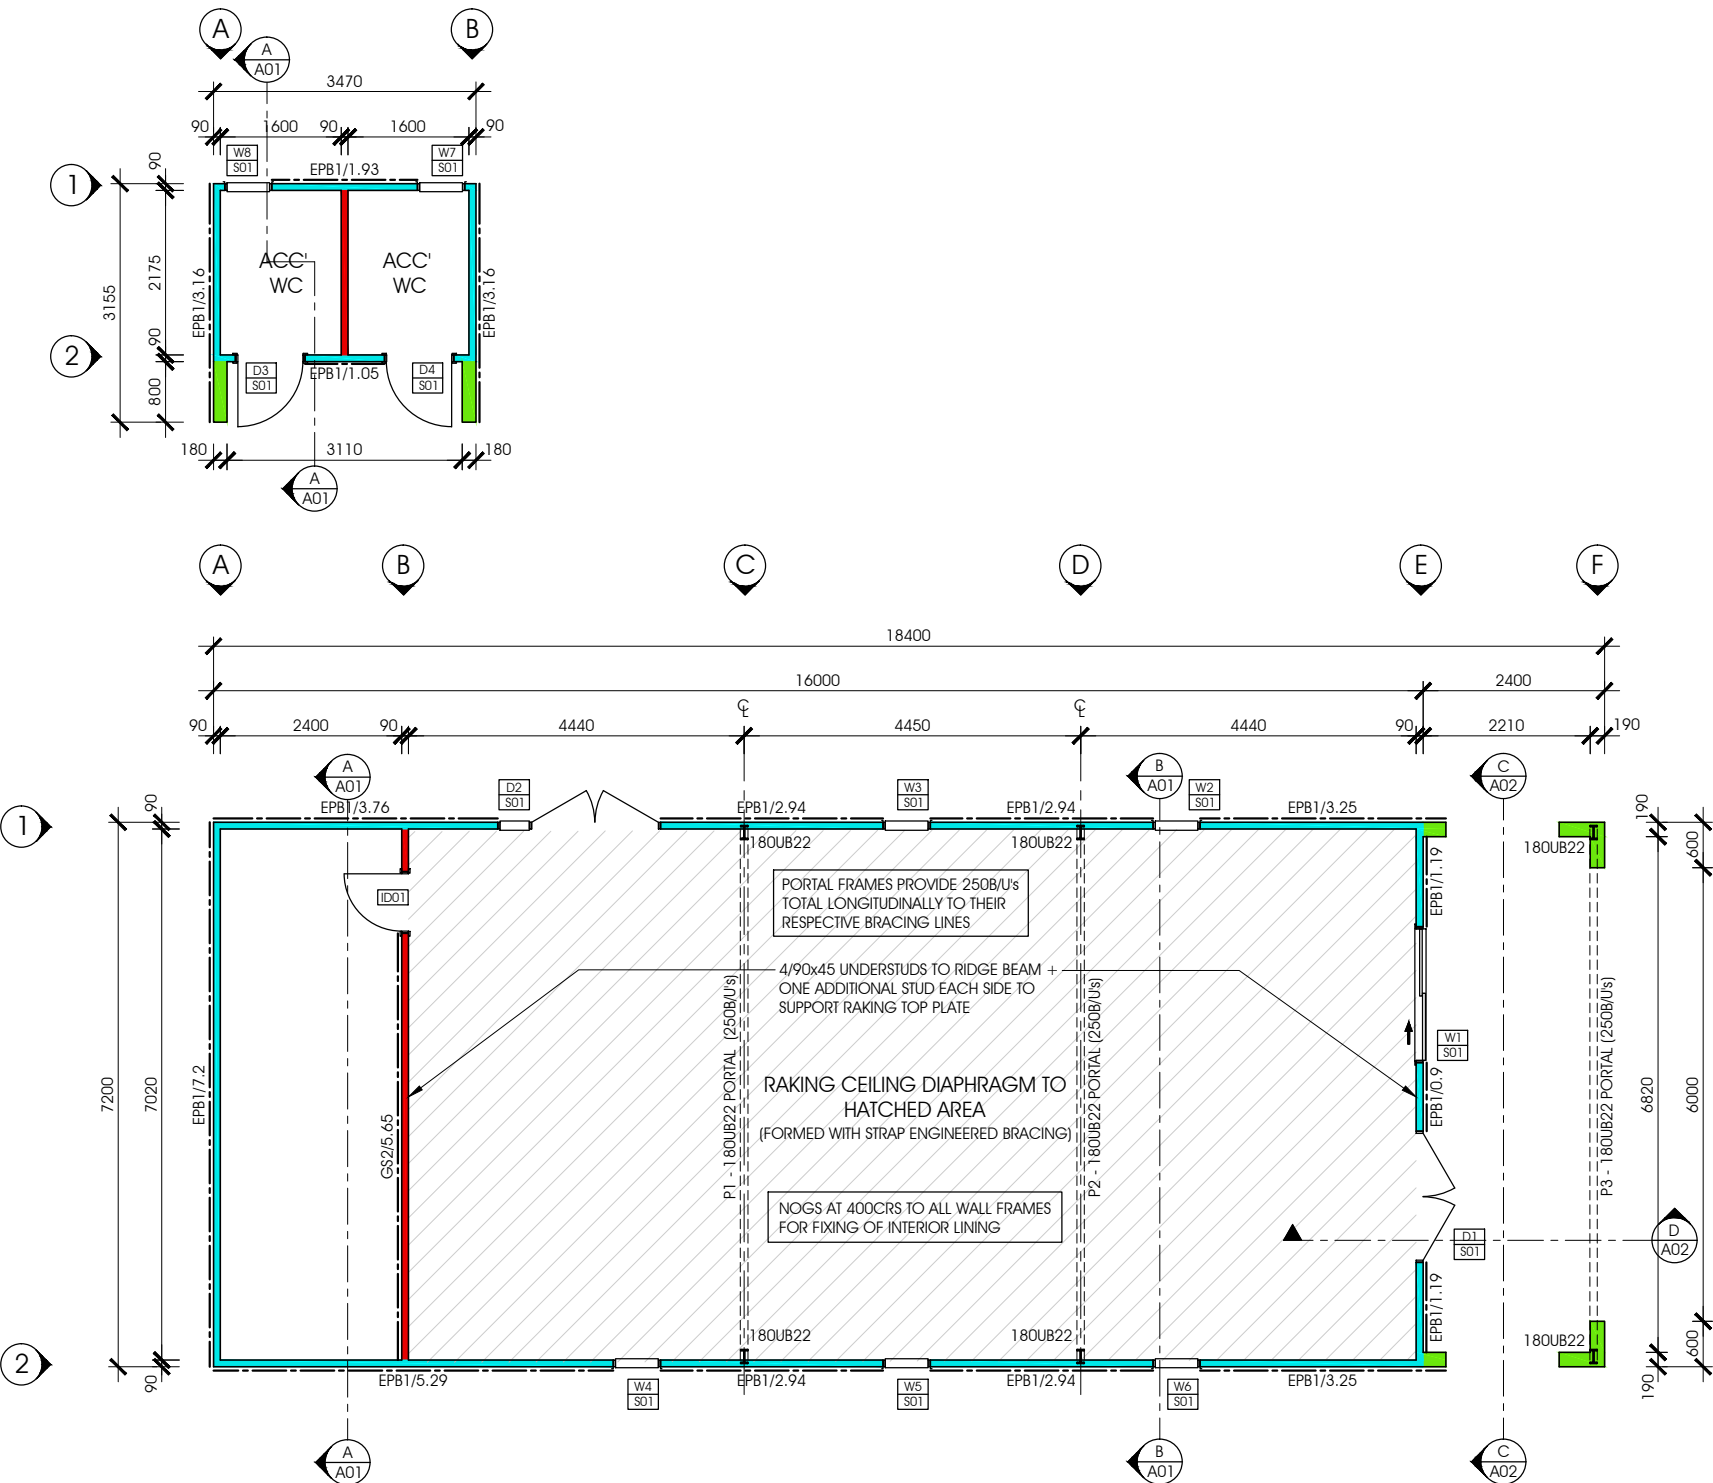 A
B
A
A01
3470
90
1600
90
1600
90
W8
S01
W7
S01
EPB1/1.93
1
90
3155
2175
EPB1/3.16
ACC'
WC
ACC'
WC
EPB1/3.16
2
90
800
D3
S01
EPB1/1.05
D4
S01
180
3110
180
A
A01
A
B
C
D
E
F
18400
16000
2400
90
2400
90
4440
℄
4450
℄
4440
90
2210
190
A
A01
B
A01
C
A02
D2
S01
W3
S01
W2
S01
EPB1/3.76
EPB1/2.94
EPB1/2.94
EPB1/3.25
1
90
190
600
180UB22
180UB22
180UB22
ID01
EPB1/1.19
PORTAL FRAMES PROVIDE 250B/U's
TOTAL LONGITUDINALLY TO THEIR
RESPECTIVE BRACING LINES
4/90x45 UNDERSTUDS TO RIDGE BEAM +
ONE ADDITIONAL STUD EACH SIDE TO
SUPPORT RAKING TOP PLATE
W1
S01
7200
7020
EPB1/7.2
GS2/5.65
P1 - 180UB22 PORTAL (250B/U's)
RAKING CEILING DIAPHRAGM TO
HATCHED AREA
(FORMED WITH STRAP ENGINEERED BRACING)
P2 - 180UB22 PORTAL (250B/U's)
EPB1/0.9
P3 - 180UB22 PORTAL (250B/U's)
6820
6000
NOGS AT 400CRS TO ALL WALL FRAMES
FOR FIXING OF INTERIOR LINING
D1
S01
D
A02
EPB1/1.19
180UB22
180UB22
180UB22
2
90
600
190
EPB1/5.29
EPB1/2.94
EPB1/2.94
EPB1/3.25
W4
S01
W5
S01
W6
S01
A
A01
B
A01
C
A02